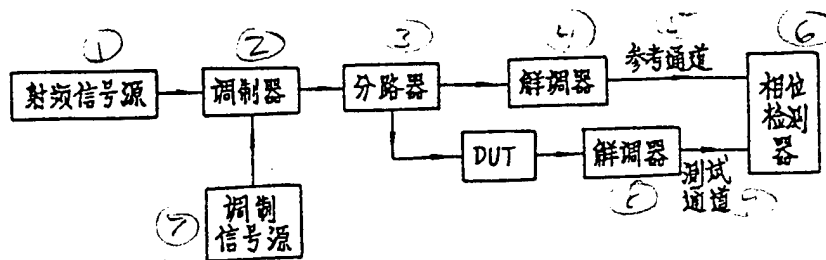 ① ② ③ ④ ⑤ ⑥
射频信号源 调制器 分路器 解调器 参考通道 相位检测器
DUT 解调器 测试通道
⑦ 调制信号源 ⑧